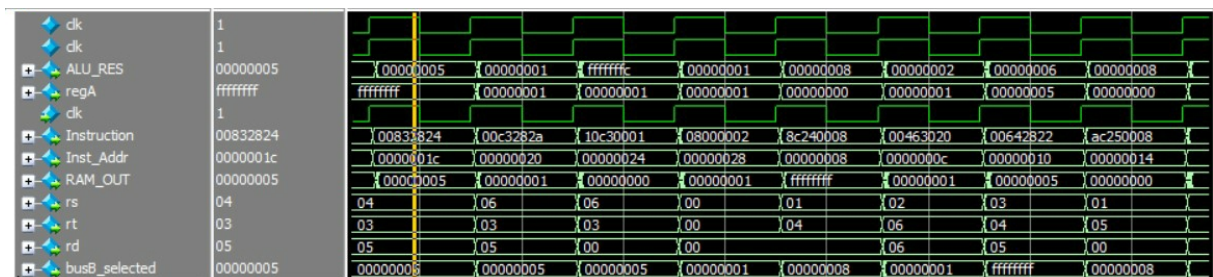 clk 1
clk 1
ALU_RES 00000005 00000005 00000001 fffffffc 00000001 00000008 00000002 00000006 00000008
regA ffffffff ffffffff 00000001 00000001 00000001 00000000 00000001 00000005 00000000
clk 1
Instruction 00832824 00832824 00c3282a 10c30001 08000002 8c240008 00463020 00642822 ac250008
Inst_Addr 0000001c 0000001c 00000020 00000024 00000028 00000008 0000000c 00000010 00000014
RAM_OUT 00000005 00000005 00000001 00000000 00000001 ffffffff 00000001 00000005 00000000
rs 04 04 06 06 00 01 02 03 01
rt 03 03 03 03 00 04 06 04 05
rd 05 05 05 00 00 06 05 00
busB_selected 00000005 00000005 00000005 00000005 00000001 00000008 00000001 ffffffff 00000008